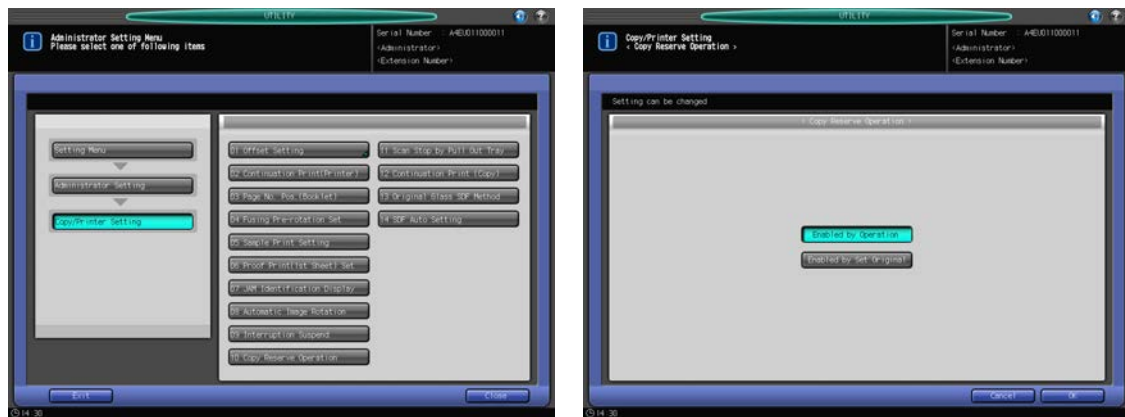 UTILITY
Administrator Setting Menu
Please select one of following items
Serial Number : A4EU011000011
<Administrator>
<Extension Number>
Setting Menu
Administrator Setting
Copy/Printer Setting
01 Offset Setting
02 Continuation Print(Printer)
03 Page No. Pos.(Booklet)
04 Fusing Pre-rotation Set
05 Sample Print Setting
06 Proof Print(1st Sheet) Set
07 JAM Identification Display
08 Automatic Image Rotation
09 Interruption Suspend
10 Copy Reserve Operation
11 Scan Stop by Pull Out Tray
12 Continuation Print (Copy)
13 Original Glass SDF Method
14 SDF Auto Setting
Exit
Close
14:30
UTILITY
Copy/Printer Setting
< Copy Reserve Operation >
Serial Number : A4EU011000011
<Administrator>
<Extension Number>
Setting can be changed
< Copy Reserve Operation >
Enabled by Operation
Enabled by Set Original
Cancel
OK
14:30